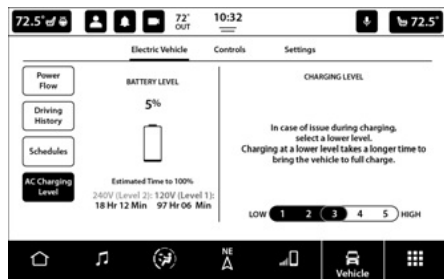 72.5°
72°
OUT
10:32
72.5°
Electric Vehicle
Controls
Settings
Power
Flow
Driving
History
Schedules
AC Charging
Level
BATTERY LEVEL
5%
Estimated Time to 100%
240V (Level 2): 120V (Level 1):
18 Hr 12 Min 97 Hr 06 Min
CHARGING LEVEL
In case of issue during charging,
select a lower level.
Charging at a lower level takes a longer time to
bring the vehicle to full charge.
LOW 1 2 3 4 5 HIGH
NE
A
Vehicle